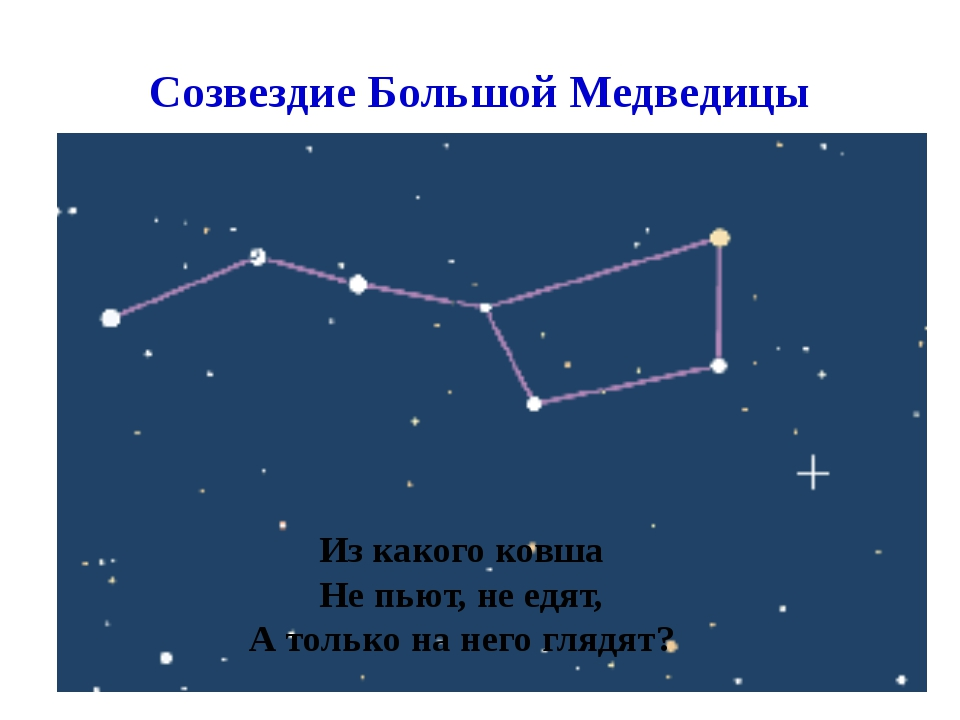 Созвездие Большой Медведицы
Из какого ковша
Не пьют, не едят,
А только на него глядят?